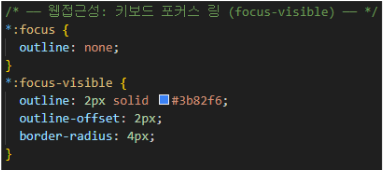 /* ── 웹접근성: 키보드 포커스 링 (focus-visible) ── */
*:focus {
  outline: none;
}
*:focus-visible {
  outline: 2px solid #3b82f6;
  outline-offset: 2px;
  border-radius: 4px;
}